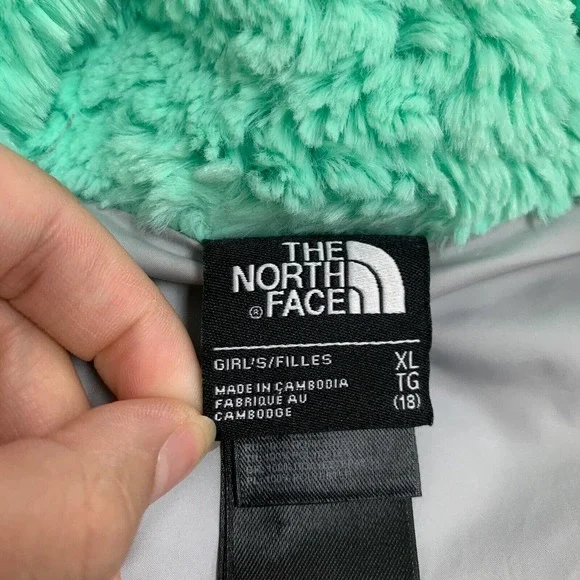 THE
NORTH
FACE®
GIRL'S/FILLES XL
MADE IN CAMBODIA TG
FABRIQUÉ AU (18)
CAMBODGE